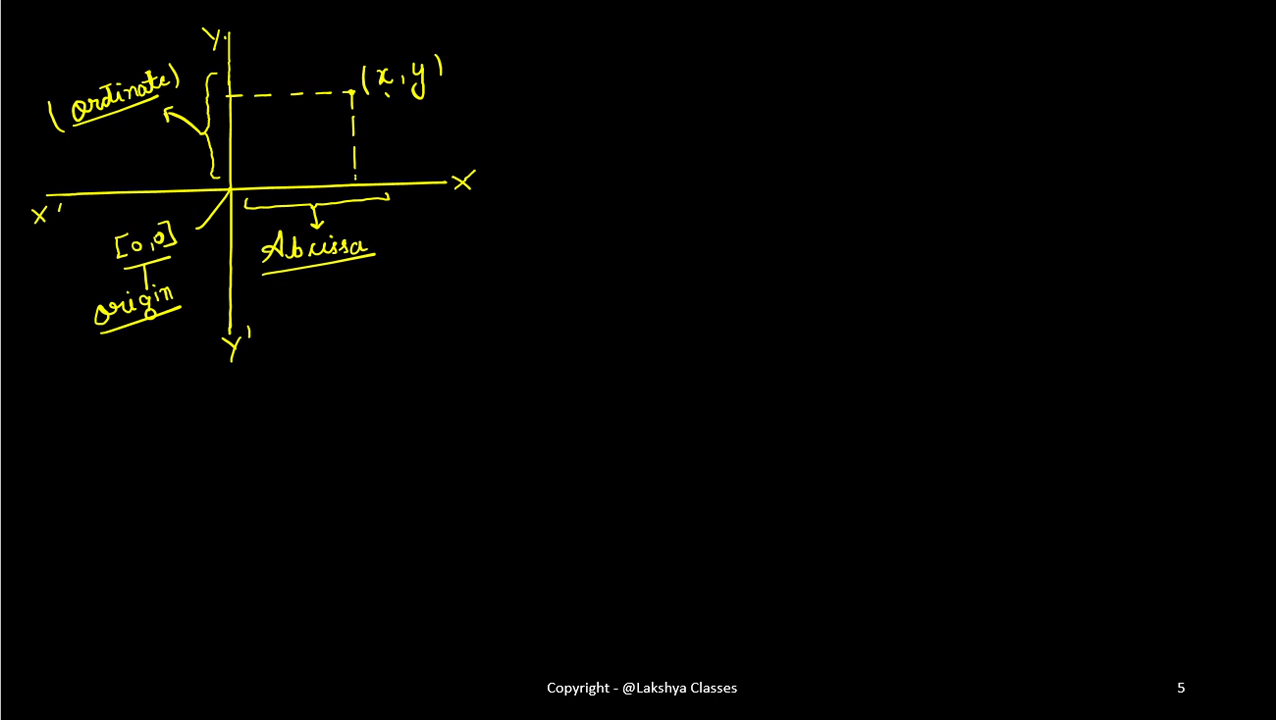 Y
(x, y)
(ordinate)
X
X'
[0,0]
Abscissa
origin
Y'
Copyright - @Lakshya Classes
5